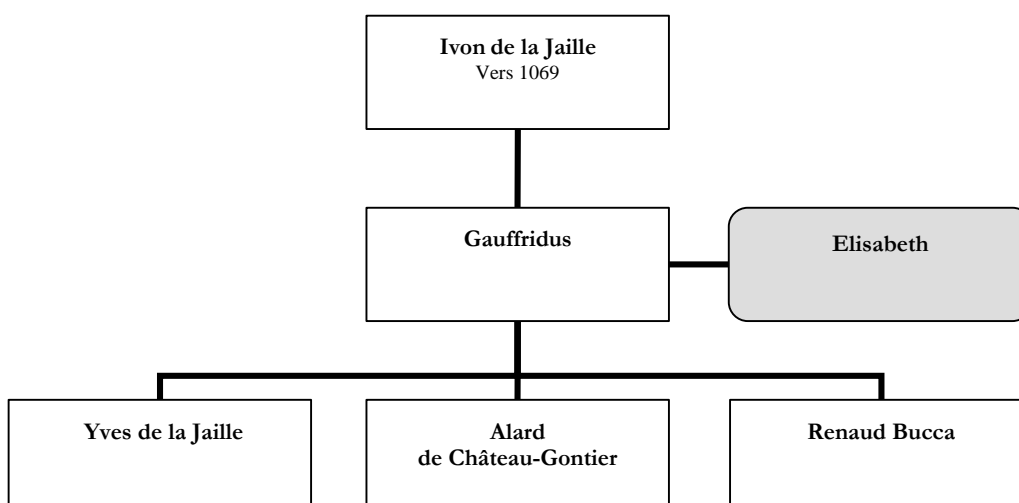 Ivon de la Jaille
Vers 1069
Gauffridus
Elisabeth
Yves de la Jaille
Alard
de Château-Gontier
Renaud Bucca